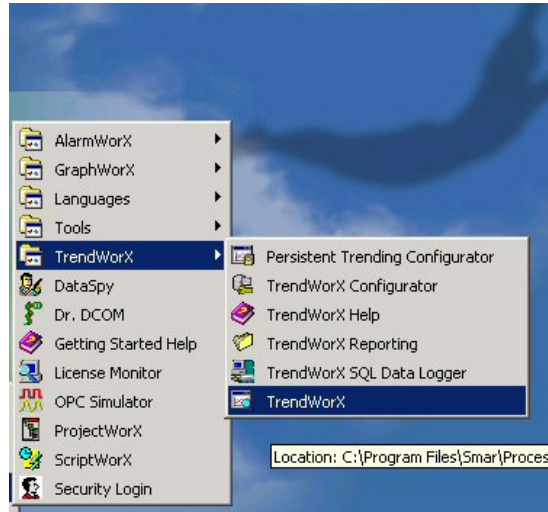 AlarmWorX
GraphWorX
Languages
Tools
TrendWorX
DataSpy
Dr. DCOM
Getting Started Help
License Monitor
OPC Simulator
ProjectWorX
ScriptWorX
Security Login
Persistent Trending Configurator
TrendWorX Configurator
TrendWorX Help
TrendWorX Reporting
TrendWorX SQL Data Logger
TrendWorX
Location: C:\Program Files\Smar\Proces